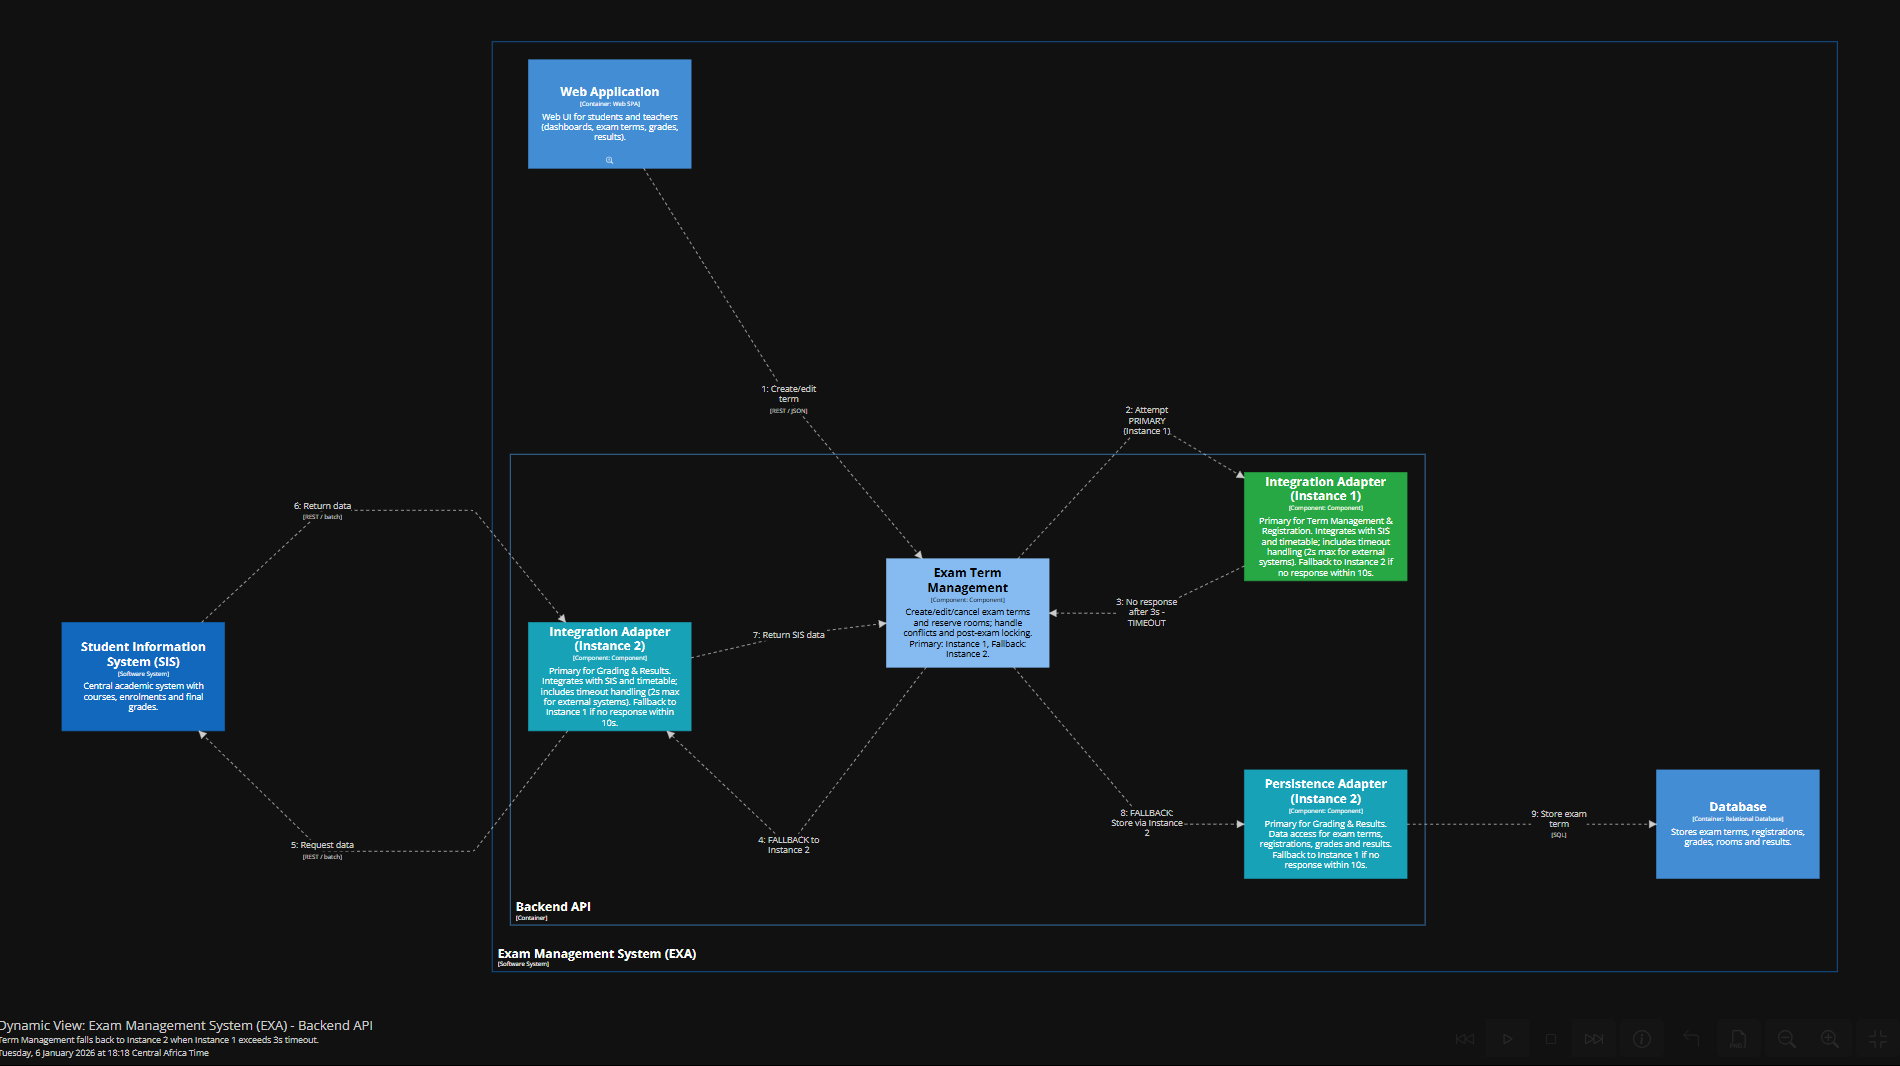 Web Application
[Container: Web SPA]
Web UI for students and teachers
(dashboards, exam terms, grades,
results).
1: Create/edit
term
[REST / JSON]
2: Attempt
PRIMARY
(Instance 1)
Integration Adapter
(Instance 1)
[Component: Component]
Primary for Term Management &
Registration. Integrates with SIS
and timetable; includes timeout
handling (2s max for external
systems). Fallback to Instance 2 if
no response within 10s.
6: Return data
[REST / batch]
Exam Term
Management
[Component: Component]
Create/edit/cancel exam terms
and reserve rooms; handle
conflicts and post-exam locking.
Primary: Instance 1, Fallback:
Instance 2.
3: No response
after 3s -
TIMEOUT
Student Information
System (SIS)
[Software System]
Central academic system with
courses, enrolments and final
grades.
Integration Adapter
(Instance 2)
[Component: Component]
Primary for Grading & Results.
Integrates with SIS and timetable;
includes timeout handling (2s max
for external systems). Fallback to
Instance 1 if no response within
10s.
7: Return SIS data
5: Request data
[REST / batch]
4: FALLBACK to
Instance 2
8: FALLBACK:
Store via Instance
2
Persistence Adapter
(Instance 2)
[Component: Component]
Primary for Grading & Results.
Data access for exam terms,
registrations, grades and results.
Fallback to Instance 1 if no
response within 10s.
9: Store exam
term
[SQL]
Database
[Container: Relational Database]
Stores exam terms, registrations,
grades, rooms and results.
Backend API
[Container]
Exam Management System (EXA)
[Software System]
Dynamic View: Exam Management System (EXA) - Backend API
Term Management falls back to Instance 2 when Instance 1 exceeds 3s timeout.
Tuesday, 6 January 2026 at 18:18 Central Africa Time